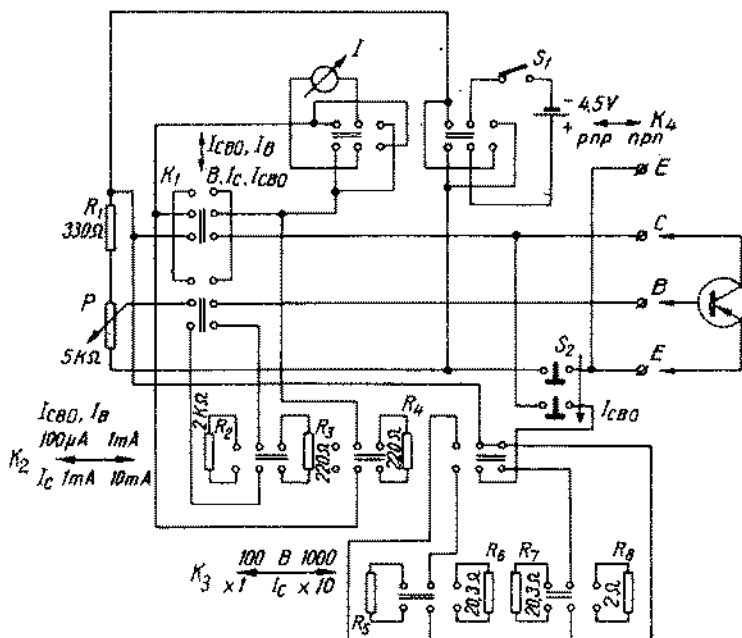 I
S1
- 4,5V
+
K4
pnp npn
ICBO, IB
K1
B, IC, ICBO
E
R1
330Ω
C
P
B
5KΩ
S2
E
ICBO
ICBO, IB
100μA 1mA
K2
IC 1mA 10mA
2KΩ
R2
R3
220Ω
R4
220Ω
100 B 1000
K3 x1 IC x10
R5
R6
20,3Ω
R7
20,3Ω
R8
2Ω